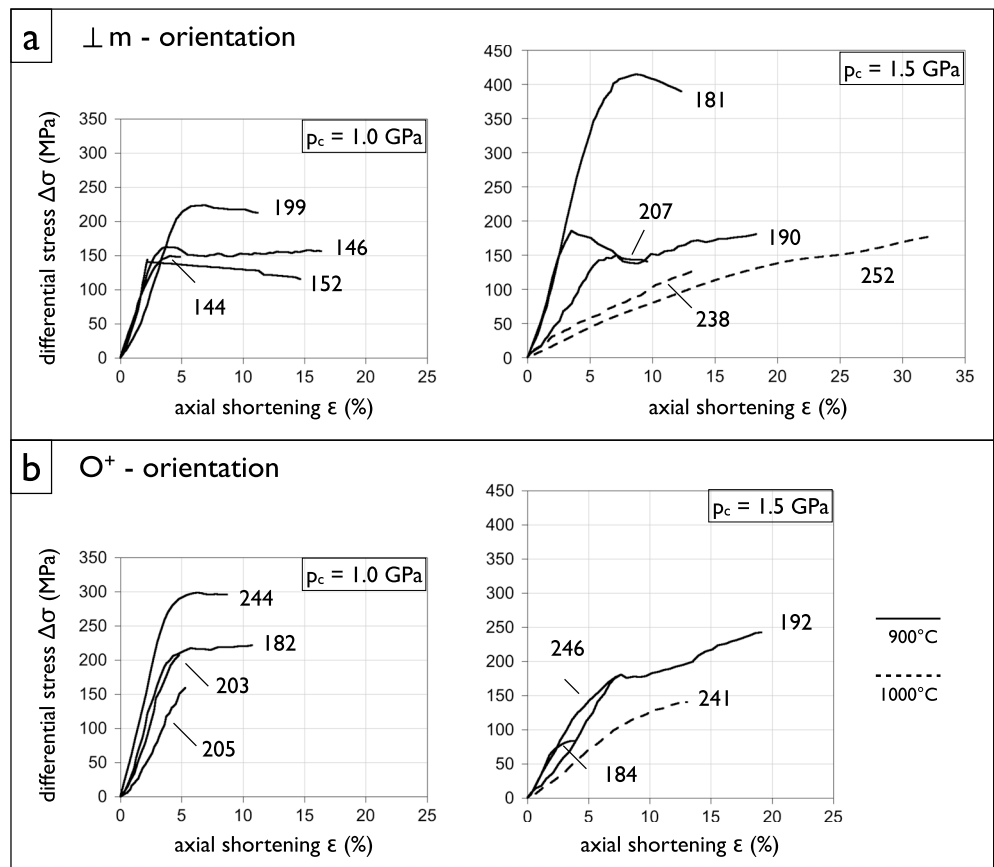 a ⊥ m - orientation
p꜀ = 1.0 GPa
differential stress Δσ (MPa)
350
300
250
200
150
100
50
0
199
146
152
144
0 5 10 15 20 25
axial shortening ε (%)
p꜀ = 1.5 GPa
450
400
350
300
250
200
150
100
50
0
181
207
190
252
238
0 5 10 15 20 25 30 35
axial shortening ε (%)
b O⁺ - orientation
p꜀ = 1.0 GPa
differential stress Δσ (MPa)
350
300
250
200
150
100
50
0
244
182
203
205
0 5 10 15 20 25
axial shortening ε (%)
p꜀ = 1.5 GPa
450
400
350
300
250
200
150
100
50
0
192
246
241
184
0 5 10 15 20 25
axial shortening ε (%)
900°C
1000°C